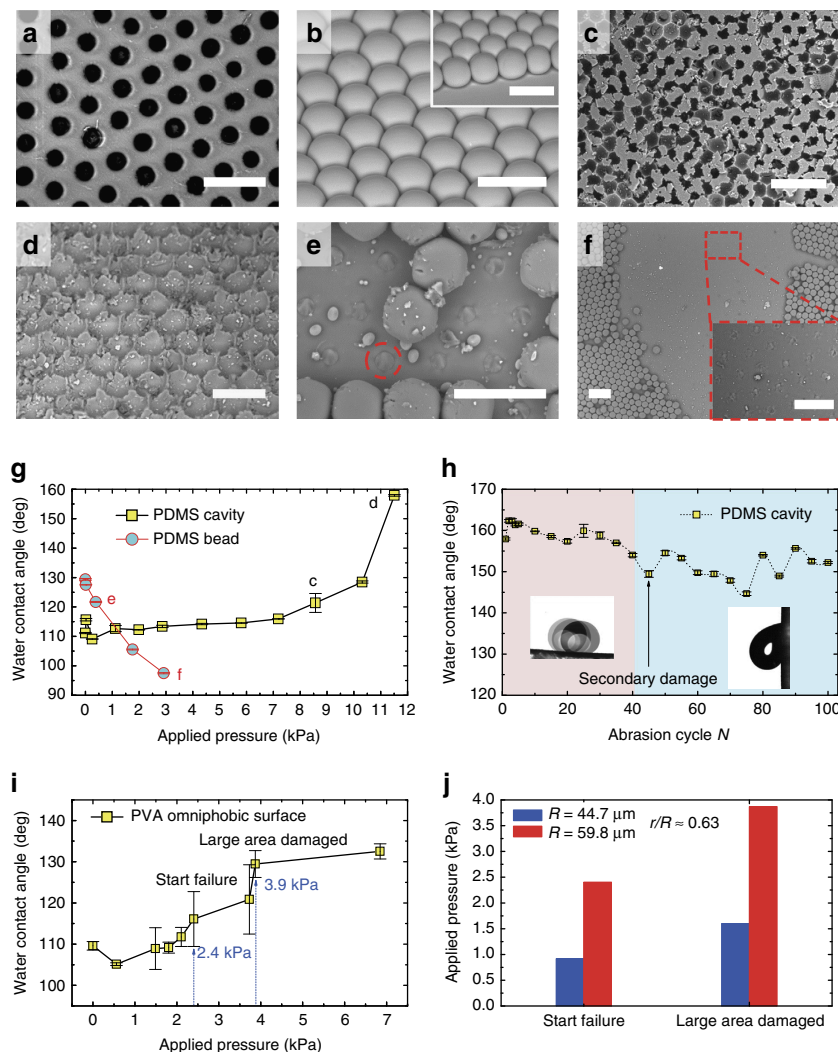 a
b
c
d
e
f
g
160
150
140
130
120
110
100
90
Water contact angle (deg)
PDMS cavity
PDMS bead
c
d
e
f
0 1 2 3 4 5 6 7 8 9 10 11 12
Applied pressure (kPa)
h
170
160
150
140
130
120
Water contact angle (deg)
PDMS cavity
Secondary damage
0 20 40 60 80 100
Abrasion cycle N
i
140
130
120
110
100
Water contact angle (deg)
PVA omniphobic surface
Large area damaged
Start failure
3.9 kPa
2.4 kPa
0 1 2 3 4 5 6 7
Applied pressure (kPa)
j
4.0
3.5
3.0
2.5
2.0
1.5
1.0
0.5
0.0
Applied pressure (kPa)
R = 44.7 μm
R = 59.8 μm
r/R ≈ 0.63
Start failure Large area damaged